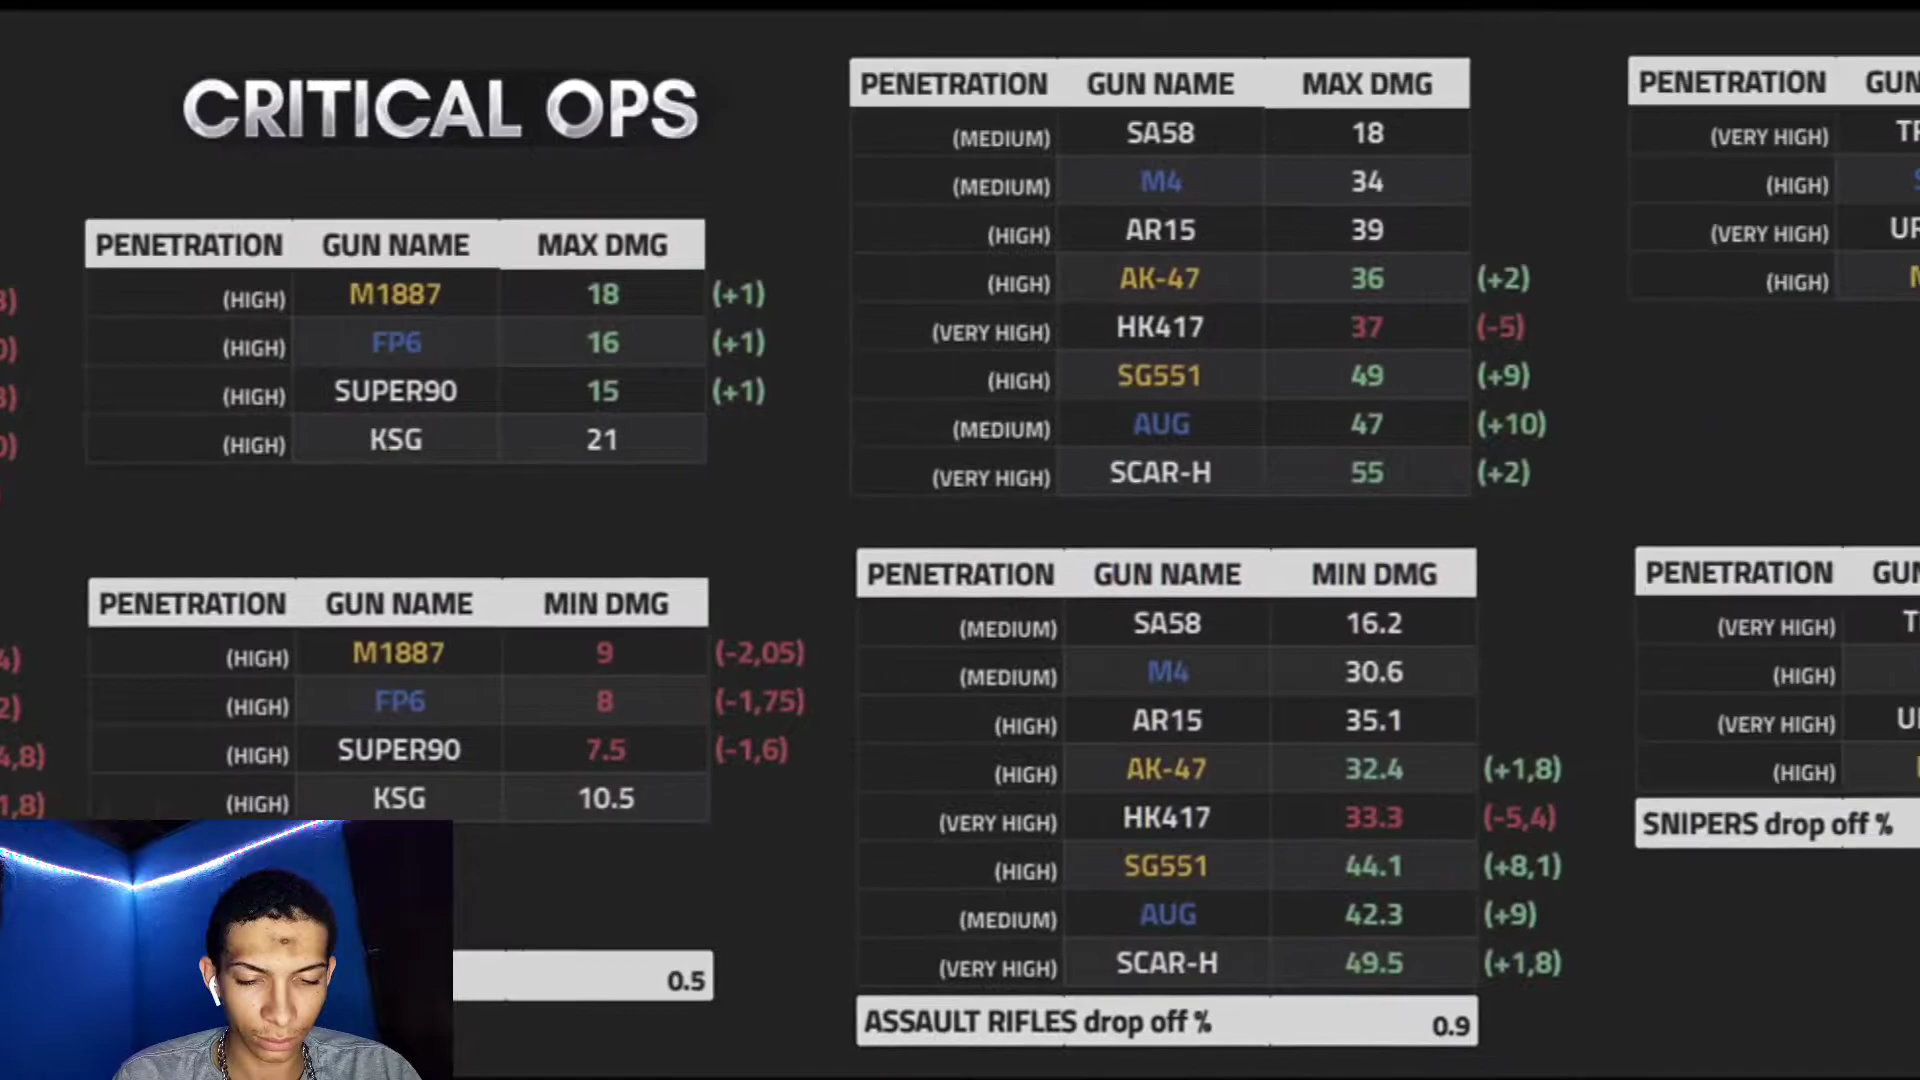 CRITICAL OPS
PENETRATION GUN NAME MAX DMG
(HIGH) M1887 18 (+1)
(HIGH) FP6 16 (+1)
(HIGH) SUPER90 15 (+1)
(HIGH) KSG 21
PENETRATION GUN NAME MIN DMG
(HIGH) M1887 9 (-2,05)
(HIGH) FP6 8 (-1,75)
(HIGH) SUPER90 7.5 (-1,6)
(HIGH) KSG 10.5
0.5
4,8)
1,8)
PENETRATION GUN NAME MAX DMG
(MEDIUM) SA58 18
(MEDIUM) M4 34
(HIGH) AR15 39
(HIGH) AK-47 36 (+2)
(VERY HIGH) HK417 37 (-5)
(HIGH) SG551 49 (+9)
(MEDIUM) AUG 47 (+10)
(VERY HIGH) SCAR-H 55 (+2)
PENETRATION GUN NAME MIN DMG
(MEDIUM) SA58 16.2
(MEDIUM) M4 30.6
(HIGH) AR15 35.1
(HIGH) AK-47 32.4 (+1,8)
(VERY HIGH) HK417 33.3 (-5,4)
(HIGH) SG551 44.1 (+8,1)
(MEDIUM) AUG 42.3 (+9)
(VERY HIGH) SCAR-H 49.5 (+1,8)
ASSAULT RIFLES drop off % 0.9
PENETRATION GUN
(VERY HIGH)
(HIGH)
(VERY HIGH)
(HIGH)
PENETRATION GUN
(VERY HIGH)
(HIGH)
(VERY HIGH)
(HIGH)
SNIPERS drop off %